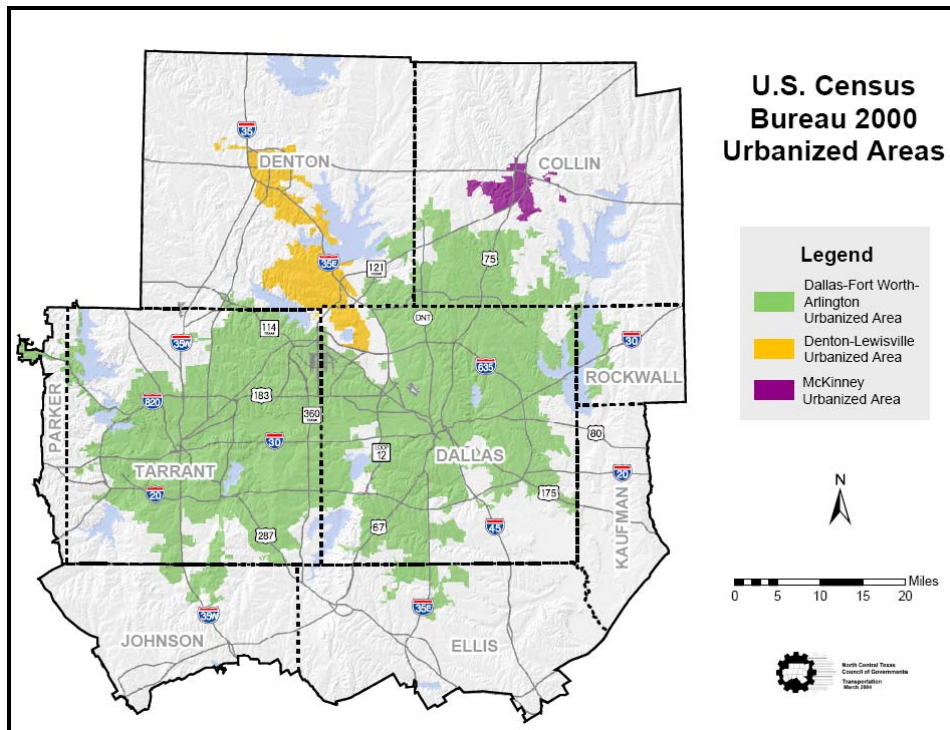 U.S. Census
Bureau 2000
Urbanized Areas
Legend
Dallas-Fort Worth-
Arlington
Urbanized Area
Denton-Lewisville
Urbanized Area
McKinney
Urbanized Area
N
Miles
0 5 10 15 20
North Central Texas
Council of Governments
Transportation
March 2004
35
DENTON
COLLIN
35E
121
75
114
DNT
35W
635
30
ROCKWALL
PARKER
820
183
360
30
LOOP
12
DALLAS
80
TARRANT
20
20
175
KAUFMAN
287
67
45
35W
35E
JOHNSON
ELLIS